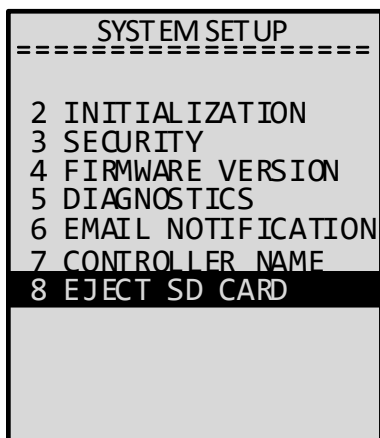 SYSTEM SETUP
====================
2 INITIALIZATION
3 SECURITY
4 FIRMWARE VERSION
5 DIAGNOSTICS
6 EMAIL NOTIFICATION
7 CONTROLLER NAME
8 EJECT SD CARD